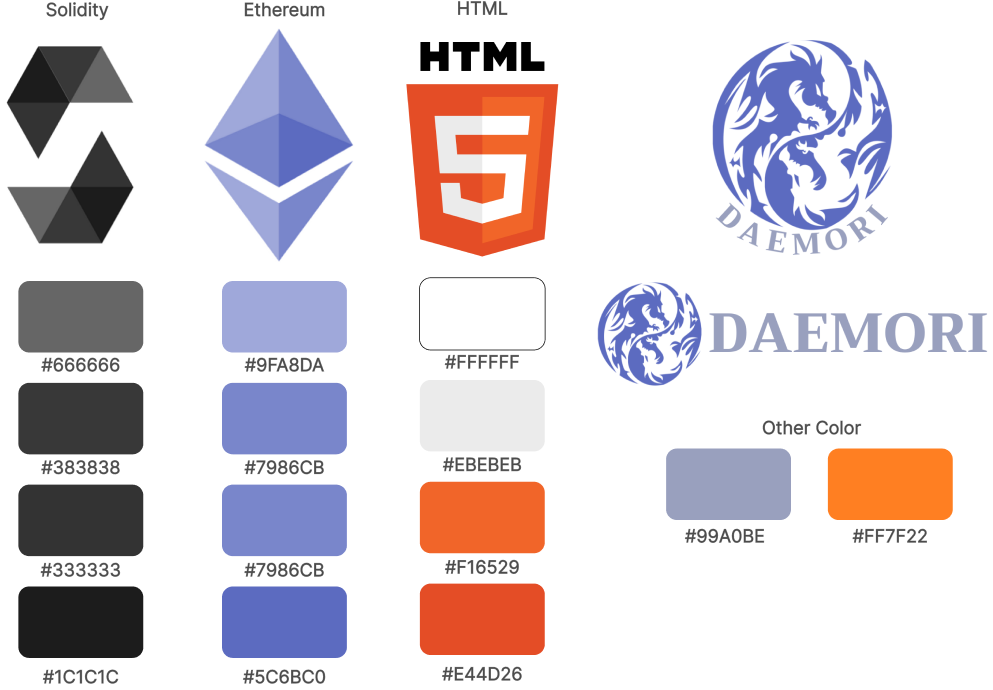 Solidity
Ethereum
HTML
HTML
5
DAEMORI
DAEMORI
#666666
#9FA8DA
#FFFFFF
#383838
#7986CB
#EBEBEB
Other Color
#99A0BE
#FF7F22
#333333
#7986CB
#F16529
#1C1C1C
#5C6BC0
#E44D26